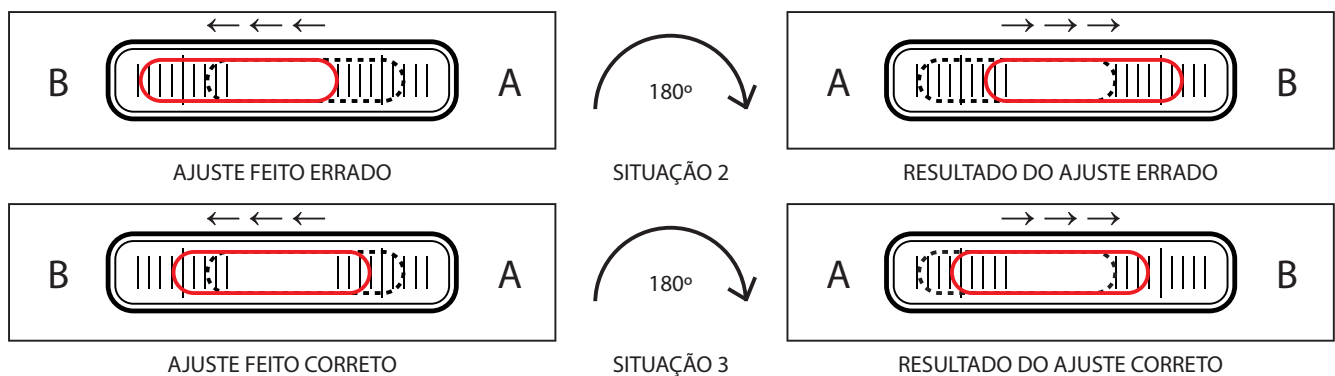 B
A
180º
A
B
AJUSTE FEITO ERRADO
SITUAÇÃO 2
RESULTADO DO AJUSTE ERRADO
B
A
180º
A
B
AJUSTE FEITO CORRETO
SITUAÇÃO 3
RESULTADO DO AJUSTE CORRETO